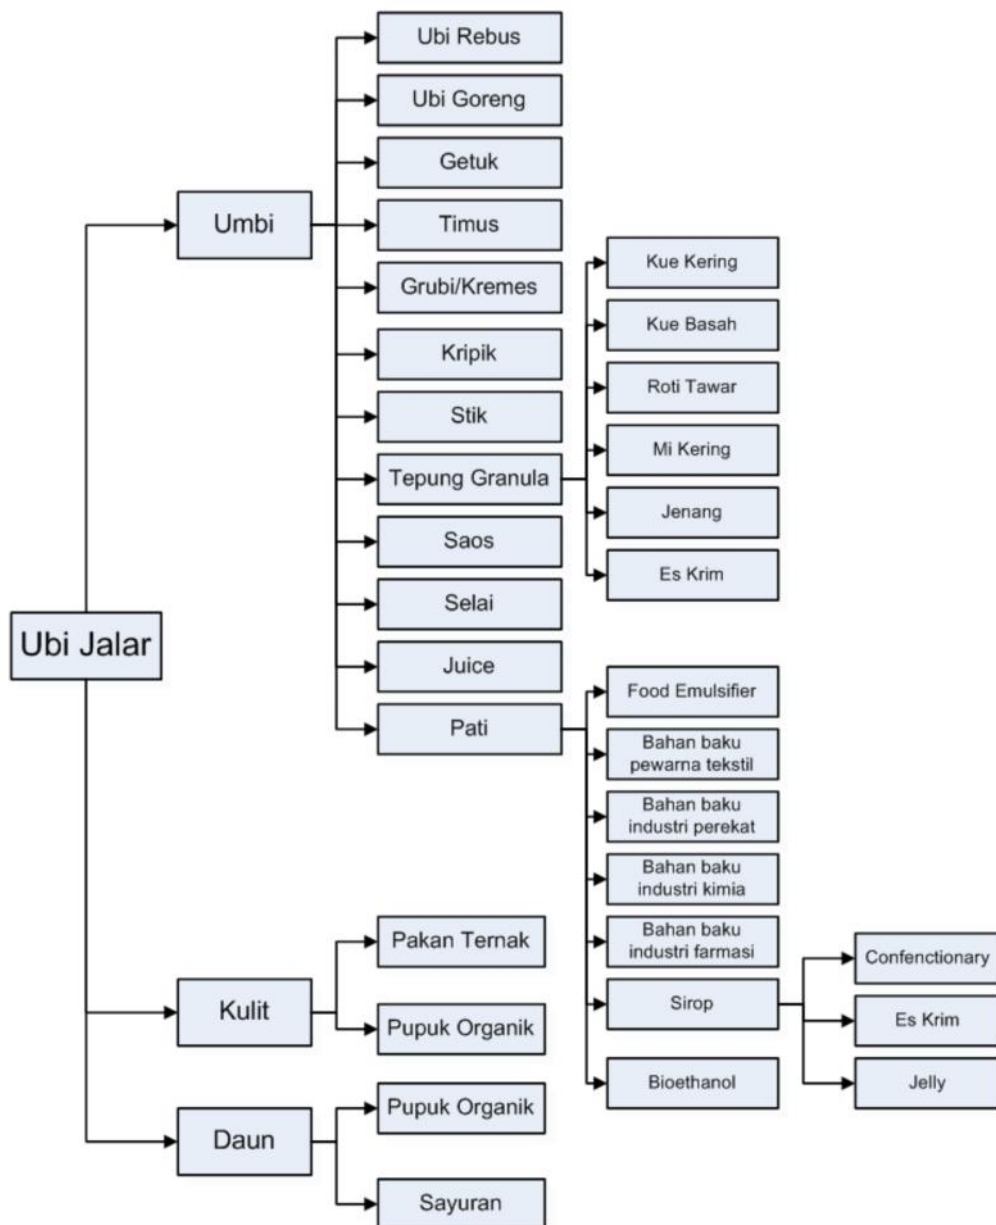 Ubi Jalar
Umbi
Ubi Rebus
Ubi Goreng
Getuk
Timus
Grubi/Kremes
Kripik
Stik
Tepung Granula
Kue Kering
Kue Basah
Roti Tawar
Mi Kering
Jenang
Es Krim
Saos
Selai
Juice
Pati
Food Emulsifier
Bahan baku
pewarna tekstil
Bahan baku
industri perekat
Bahan baku
industri kimia
Bahan baku
industri farmasi
Sirop
Confenctionary
Es Krim
Jelly
Bioethanol
Kulit
Pakan Ternak
Pupuk Organik
Daun
Pupuk Organik
Sayuran